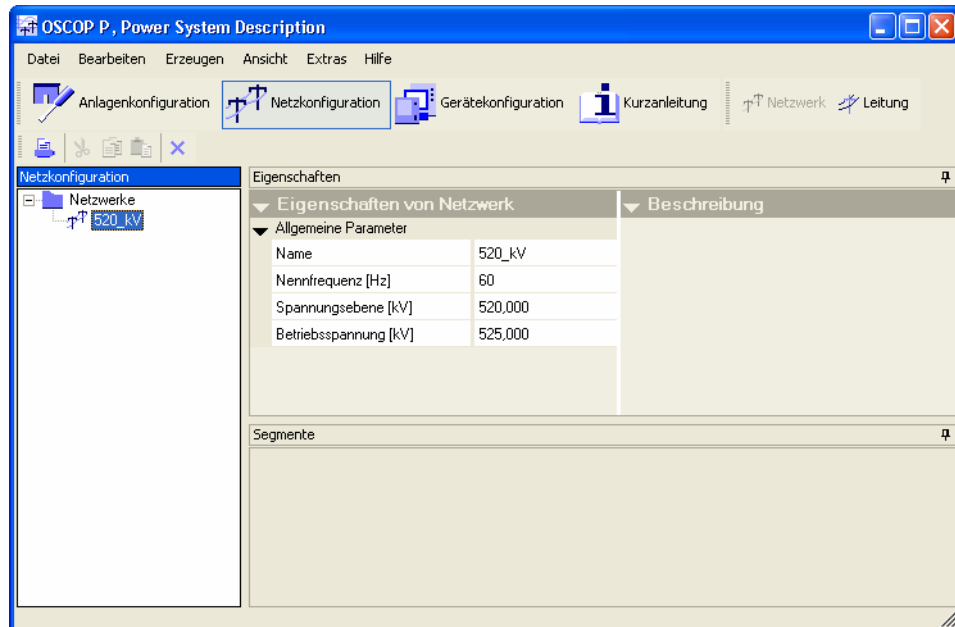 OSCOP P, Power System Description
Datei Bearbeiten Erzeugen Ansicht Extras Hilfe
Anlagenkonfiguration Netzkonfiguration Gerätekonfiguration Kurzanleitung Netzwerk Leitung
Netzkonfiguration
Netzwerke
520_kV
Eigenschaften
Eigenschaften von Netzwerk Beschreibung
Allgemeine Parameter
Name 520_kV
Nennfrequenz [Hz] 60
Spannungsebene [kV] 520,000
Betriebsspannung [kV] 525,000
Segmente